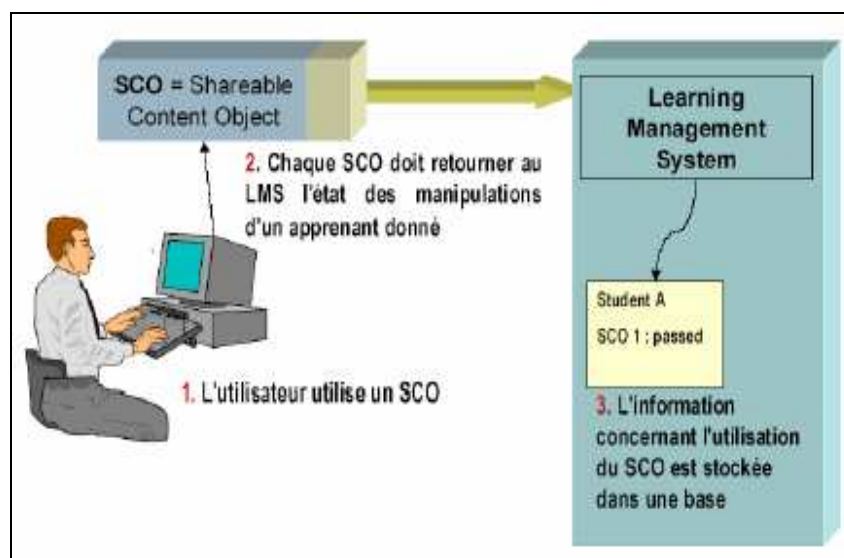 SCO = Shareable
Content Object
Learning
Management
System
2. Chaque SCO doit retourner au
LMS l'état des manipulations
d'un apprenant donné
Student A
SCO 1 : passed
1. L'utilisateur utilise un SCO
3. L'information
concernant l'utilisation
du SCO est stockée
dans une base